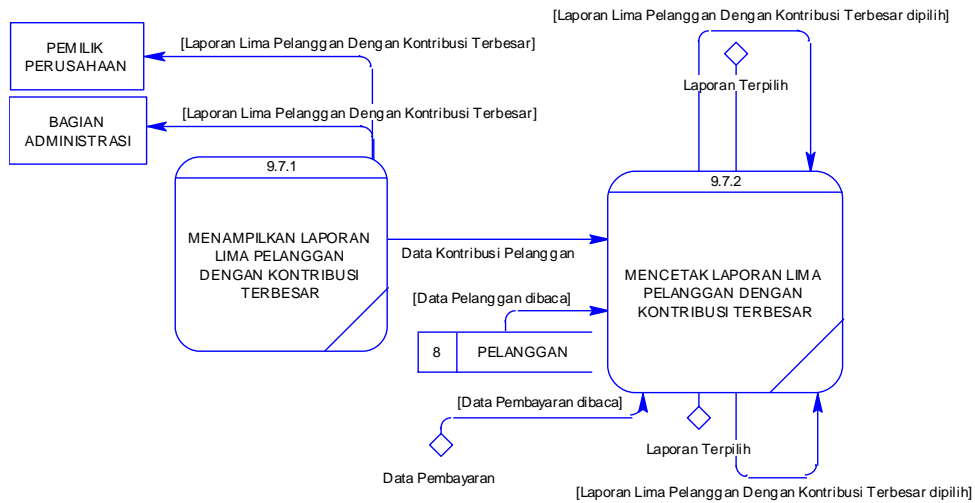 [Laporan Lima Pelanggan Dengan Kontribusi Terbesar dipilih]
PEMILIK
PERUSAHAAN
[Laporan Lima Pelanggan Dengan Kontribusi Terbesar]
Laporan Terpilih
BAGIAN
ADMINISTRASI
[Laporan Lima Pelanggan Dengan Kontribusi Terbesar]
9.7.1
MENAMPILKAN LAPORAN
LIMA PELANGGAN
DENGAN KONTRIBUSI
TERBESAR
Data Kontribusi Pelanggan
9.7.2
MENCETAK LAPORAN LIMA
PELANGGAN DENGAN
KONTRIBUSI TERBESAR
[Data Pelanggan dibaca]
8 PELANGGAN
[Data Pembayaran dibaca]
Data Pembayaran
Laporan Terpilih
[Laporan Lima Pelanggan Dengan Kontribusi Terbesar dipilih]